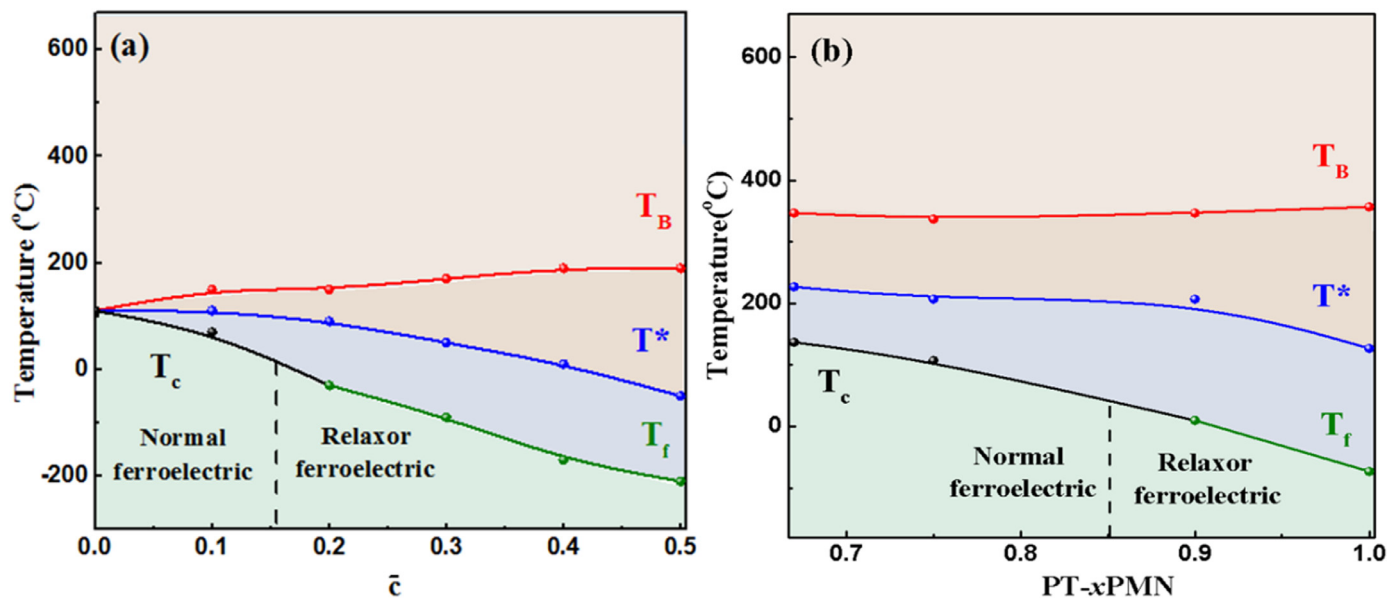 (a)
Temperature (°C)
600
400
200
0
-200
T_B
T*
T_c
T_f
Normal
ferroelectric
Relaxor
ferroelectric
0.0 0.1 0.2 0.3 0.4 0.5
c̄
(b)
Temperature(°C)
600
400
200
0
T_B
T*
T_c
T_f
Normal
ferroelectric
Relaxor
ferroelectric
0.7 0.8 0.9 1.0
PT-xPMN